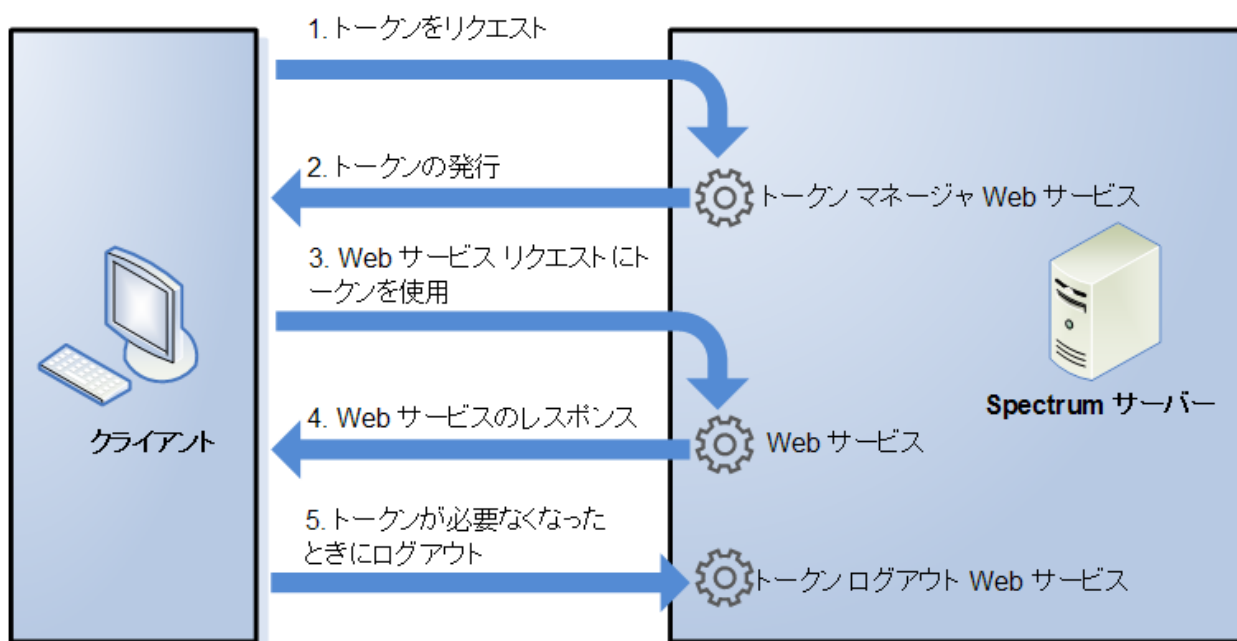 1. トークンをリクエスト
2. トークンの発行
トークン マネージャ Web サービス
3. Web サービス リクエストにト
ークンを使用
Spectrum サーバー
クライアント
4. Web サービスのレスポンス
Web サービス
5. トークンが必要なくなった
ときにログアウト
トークン ログアウト Web サービス